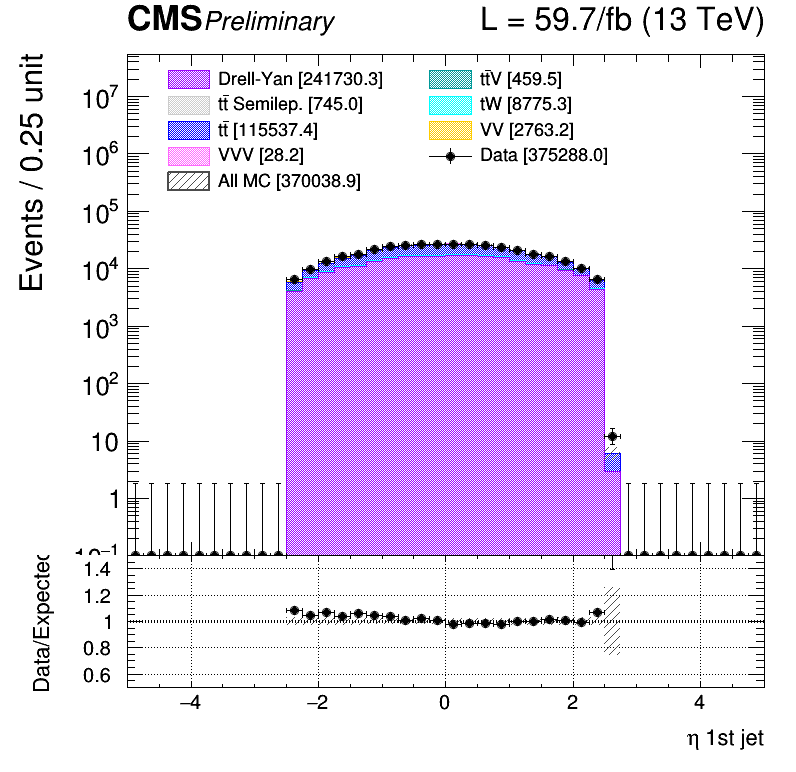 CMS Preliminary L = 59.7/fb (13 TeV)
Events / 0.25 unit
Drell-Yan [241730.3]
tt̄ Semilep. [745.0]
tt̄ [115537.4]
VVV [28.2]
All MC [370038.9]
tt̄V [459.5]
tW [8775.3]
VV [2763.2]
Data [375288.0]
10⁷
10⁶
10⁵
10⁴
10³
10²
10
1
10⁻¹
Data/Expected
1.4
1.2
1
0.8
0.6
−4 −2 0 2 4
η 1st jet